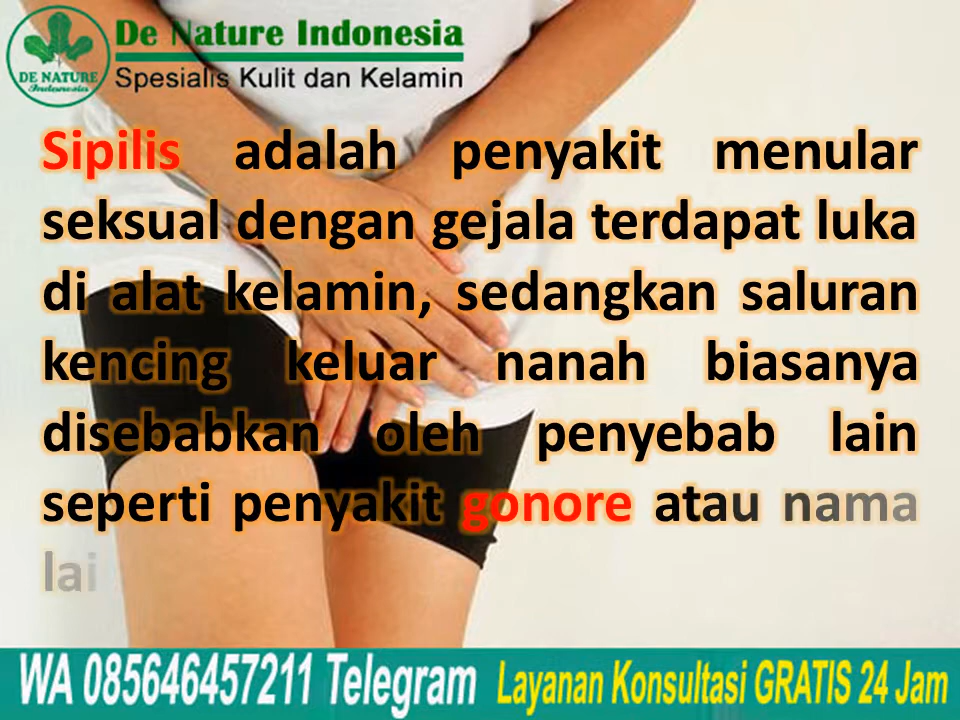 De Nature Indonesia
Spesialis Kulit dan Kelamin
DE NATURE
Indonesia
Sipilis adalah penyakit menular
seksual dengan gejala terdapat luka
di alat kelamin, sedangkan saluran
kencing keluar nanah biasanya
disebabkan oleh penyebab lain
seperti penyakit gonore atau nama
lai
WA 085646457211 Telegram Layanan Konsultasi GRATIS 24 Jam